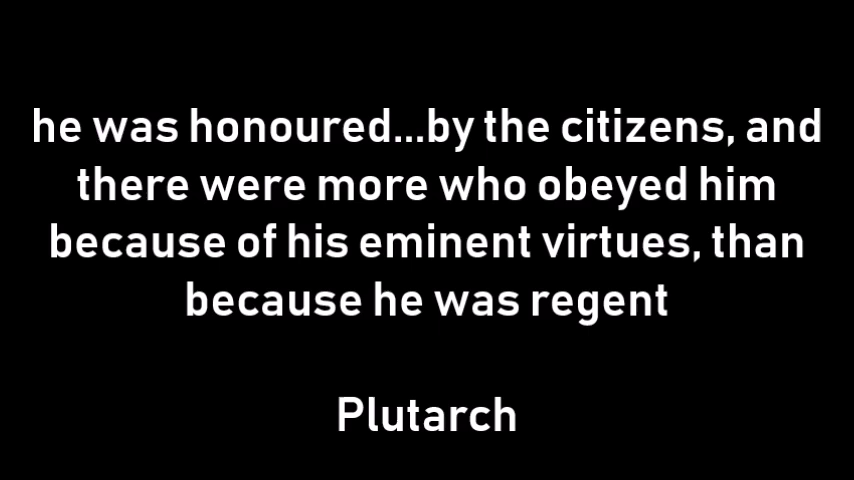 he was honoured...by the citizens, and
there were more who obeyed him
because of his eminent virtues, than
because he was regent
Plutarch